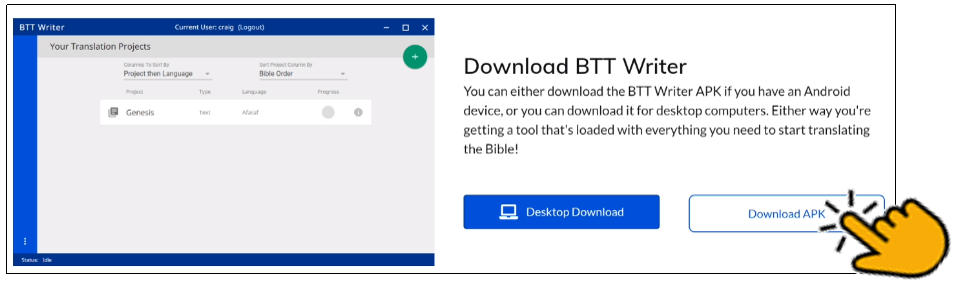 BTT Writer
Current User: craig (Logout)
Your Translation Projects
Columns To Sort By
Project then Language
Sort Project Column By
Bible Order
Project Type Language Progress
Genesis Text Afaraf
Status: Idle
Download BTT Writer
You can either download the BTT Writer APK if you have an Android
device, or you can download it for desktop computers. Either way you're
getting a tool that's loaded with everything you need to start translating
the Bible!
Desktop Download
Download APK